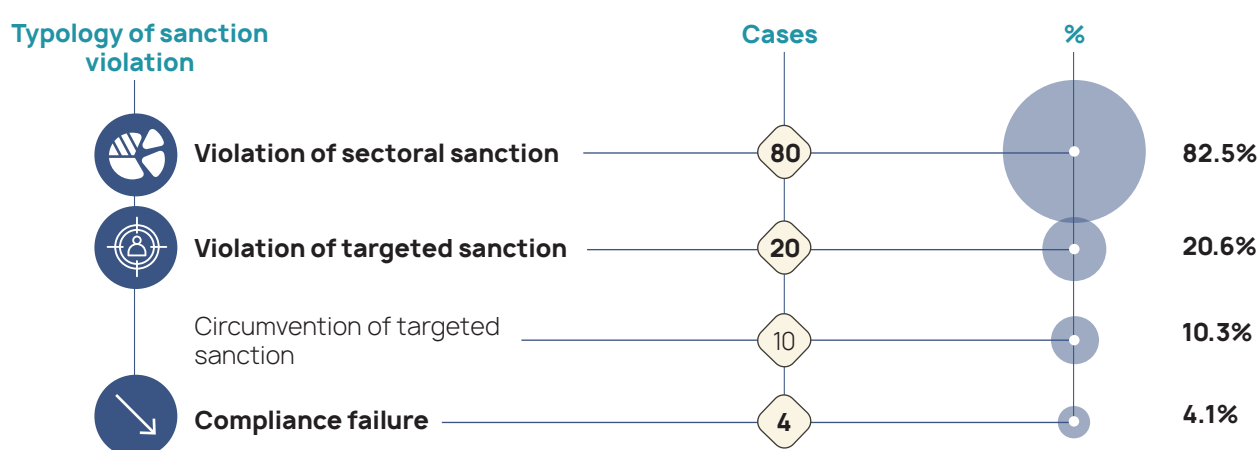 Typology of sanction
violation
Cases
%
Violation of sectoral sanction
80
82.5%
Violation of targeted sanction
20
20.6%
Circumvention of targeted
sanction
10
10.3%
Compliance failure
4
4.1%